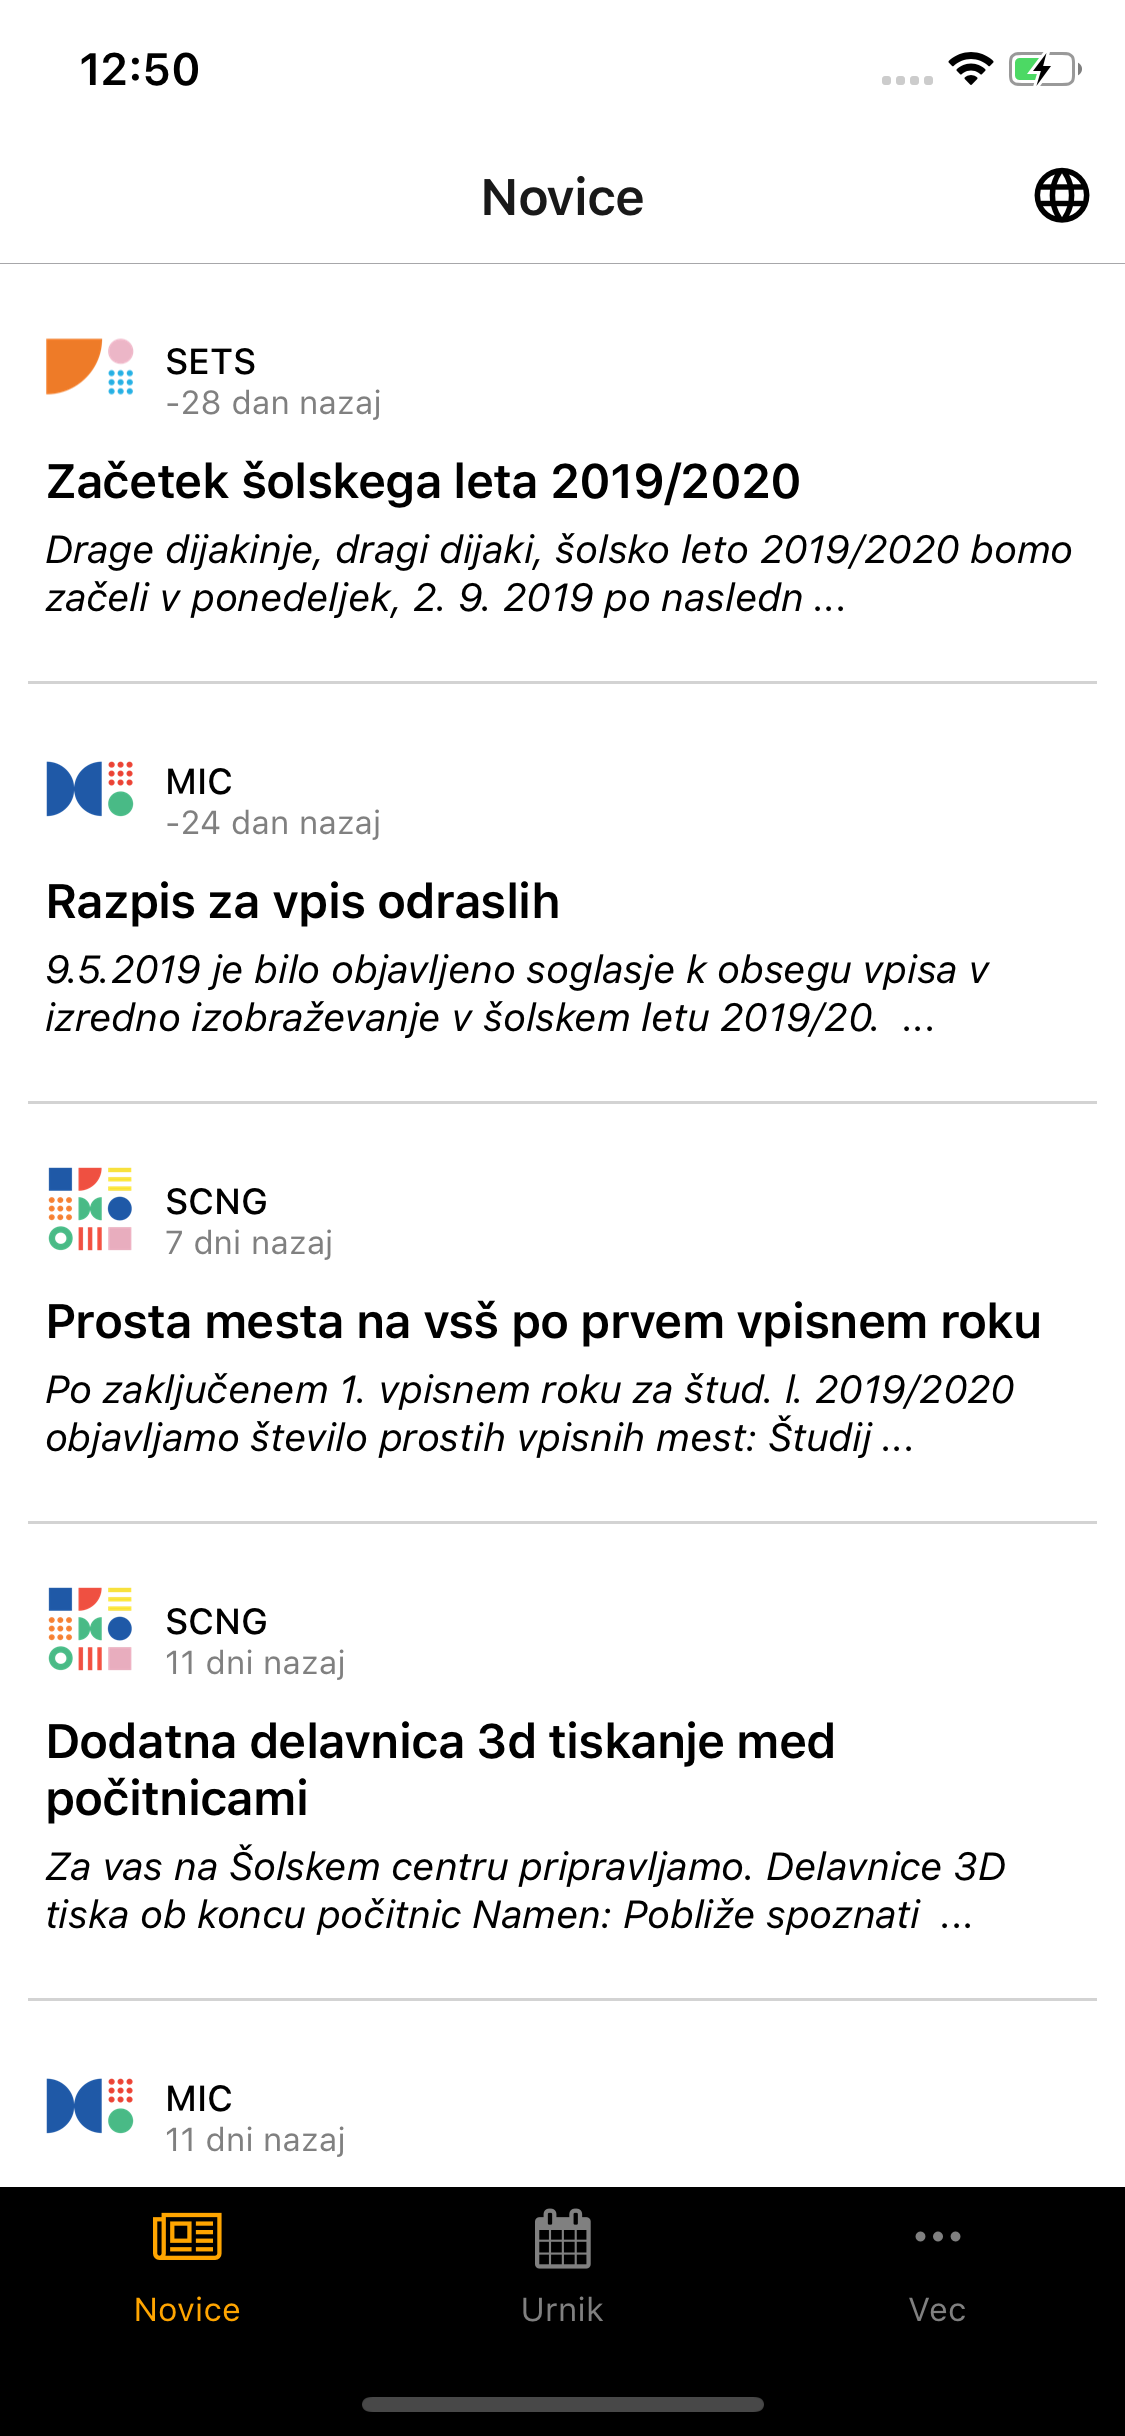 12:50
Novice
SETS
-28 dan nazaj
Začetek šolskega leta 2019/2020
Drage dijakinje, dragi dijaki, šolsko leto 2019/2020 bomo
začeli v ponedeljek, 2. 9. 2019 po nasledn ...
MIC
-24 dan nazaj
Razpis za vpis odraslih
9.5.2019 je bilo objavljeno soglasje k obsegu vpisa v
izredno izobraževanje v šolskem letu 2019/20. ...
SCNG
7 dni nazaj
Prosta mesta na vsš po prvem vpisnem roku
Po zaključenem 1. vpisnem roku za štud. l. 2019/2020
objavljamo število prostih vpisnih mest: Študij ...
SCNG
11 dni nazaj
Dodatna delavnica 3d tiskanje med
počitnicami
Za vas na Šolskem centru pripravljamo. Delavnice 3D
tiska ob koncu počitnic Namen: Pobliže spoznati ...
MIC
11 dni nazaj
Novice
Urnik
Vec